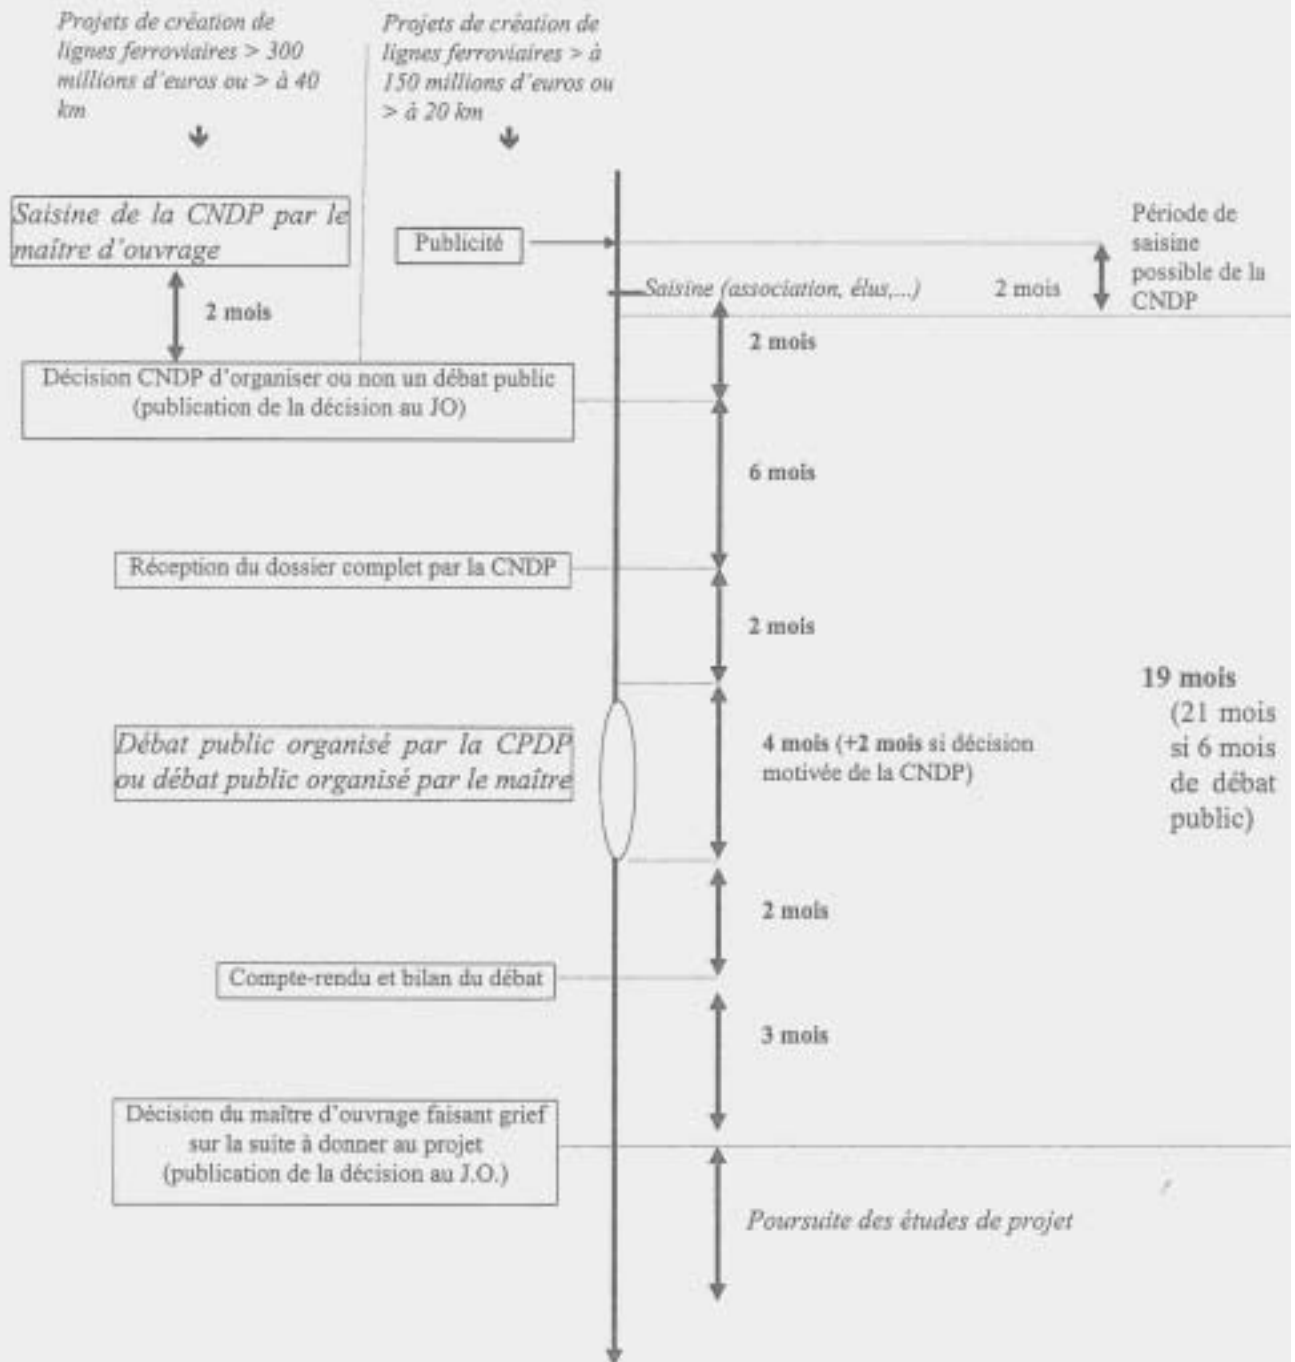 Projets de création de
lignes ferroviaires > 300
millions d'euros ou > à 40
km
Projets de création de
lignes ferroviaires > à
150 millions d'euros ou
> à 20 km
Saisine de la CNDP par le
maître d'ouvrage
Publicité
Période de
saisine
possible de la
CNDP
Saisine (association, élus,...)
2 mois
2 mois
2 mois
Décision CNDP d'organiser ou non un débat public
(publication de la décision au JO)
6 mois
Réception du dossier complet par la CNDP
2 mois
19 mois
(21 mois
si 6 mois
de débat
public)
Débat public organisé par la CPDP
ou débat public organisé par le maître
4 mois (+2 mois si décision
motivée de la CNDP)
2 mois
Compte-rendu et bilan du débat
3 mois
Décision du maître d'ouvrage faisant grief
sur la suite à donner au projet
(publication de la décision au J.O.)
Poursuite des études de projet